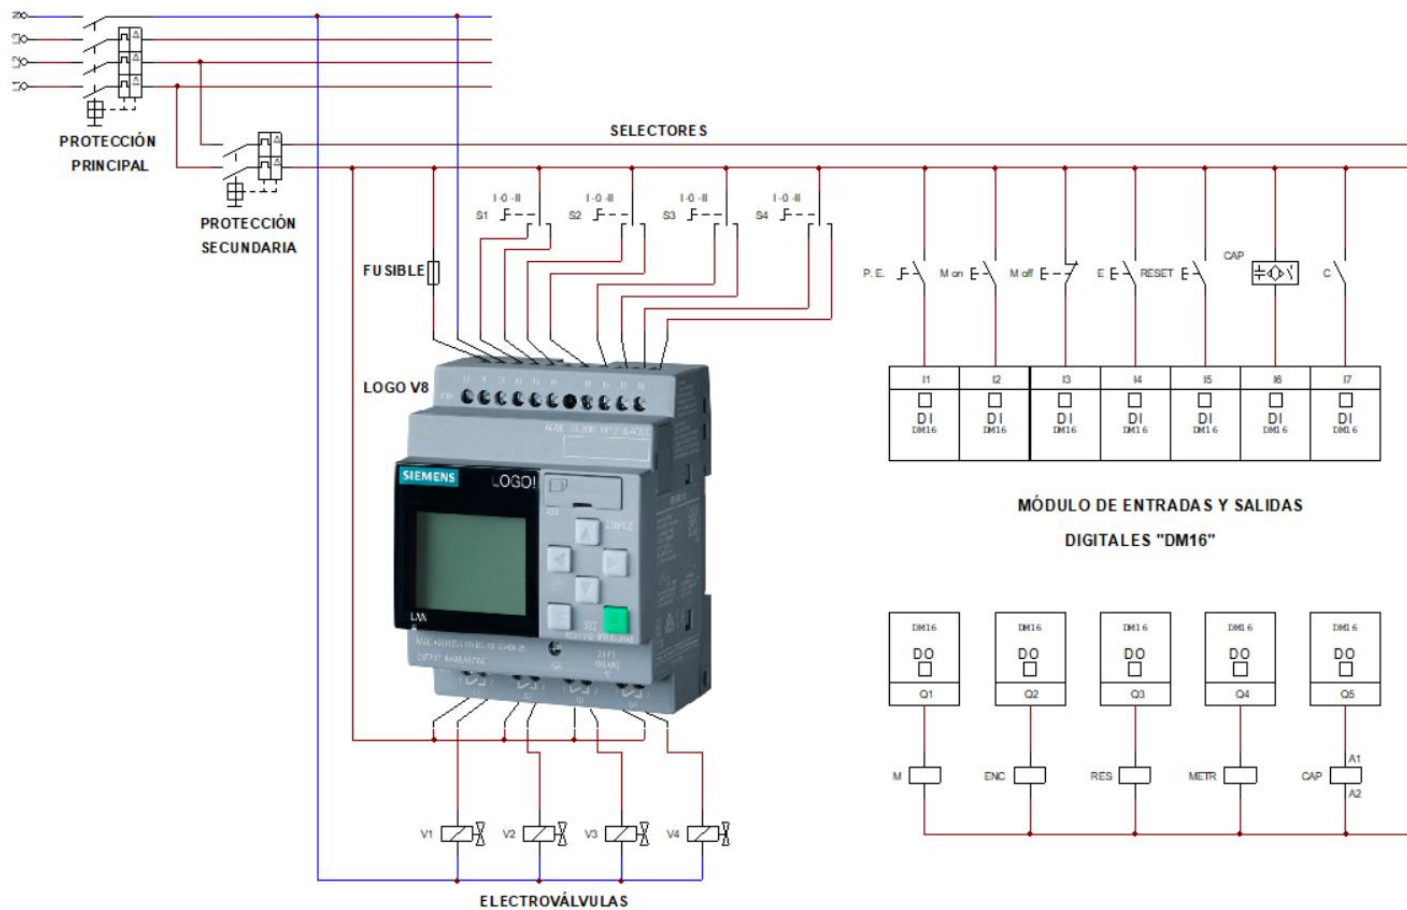 N
L3
L2
L1
PROTECCIÓN
PRINCIPAL
PROTECCIÓN
SECUNDARIA
SELECTORES
I-0-II
S1
I-0-II
S2
I-0-II
S3
I-0-II
S4
FUSIBLE
P.E.
M on
M off
E
RESET
CAP
C
LOGO V8
SIEMENS
LOGO!
I1
I2
I3
I4
I5
I6
I7
DI
DI
DI
DI
DI
DI
DI
DM16
DM16
DM16
DM16
DM16
DM16
DM16
MÓDULO DE ENTRADAS Y SALIDAS
DIGITALES "DM16"
DM16
DM16
DM16
DM16
DM16
DO
DO
DO
DO
DO
Q1
Q2
Q3
Q4
Q5
M
ENC
RES
METR
CAP
A1
A2
V1
V2
V3
V4
ELECTROVÁLVULAS